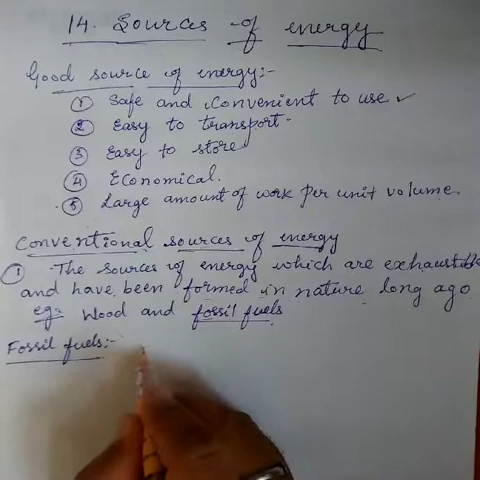 14. Sources of energy
Good source of energy:-
① Safe and Convenient to use ✓
② Easy to transport.
③ Easy to store
④ Economical.
⑤ Large amount of work per unit volume.
Conventional sources of energy
① The sources of energy which are exhaustible
and have been formed in nature long ago
eg:- Wood and fossil fuels
Fossil fuels:-